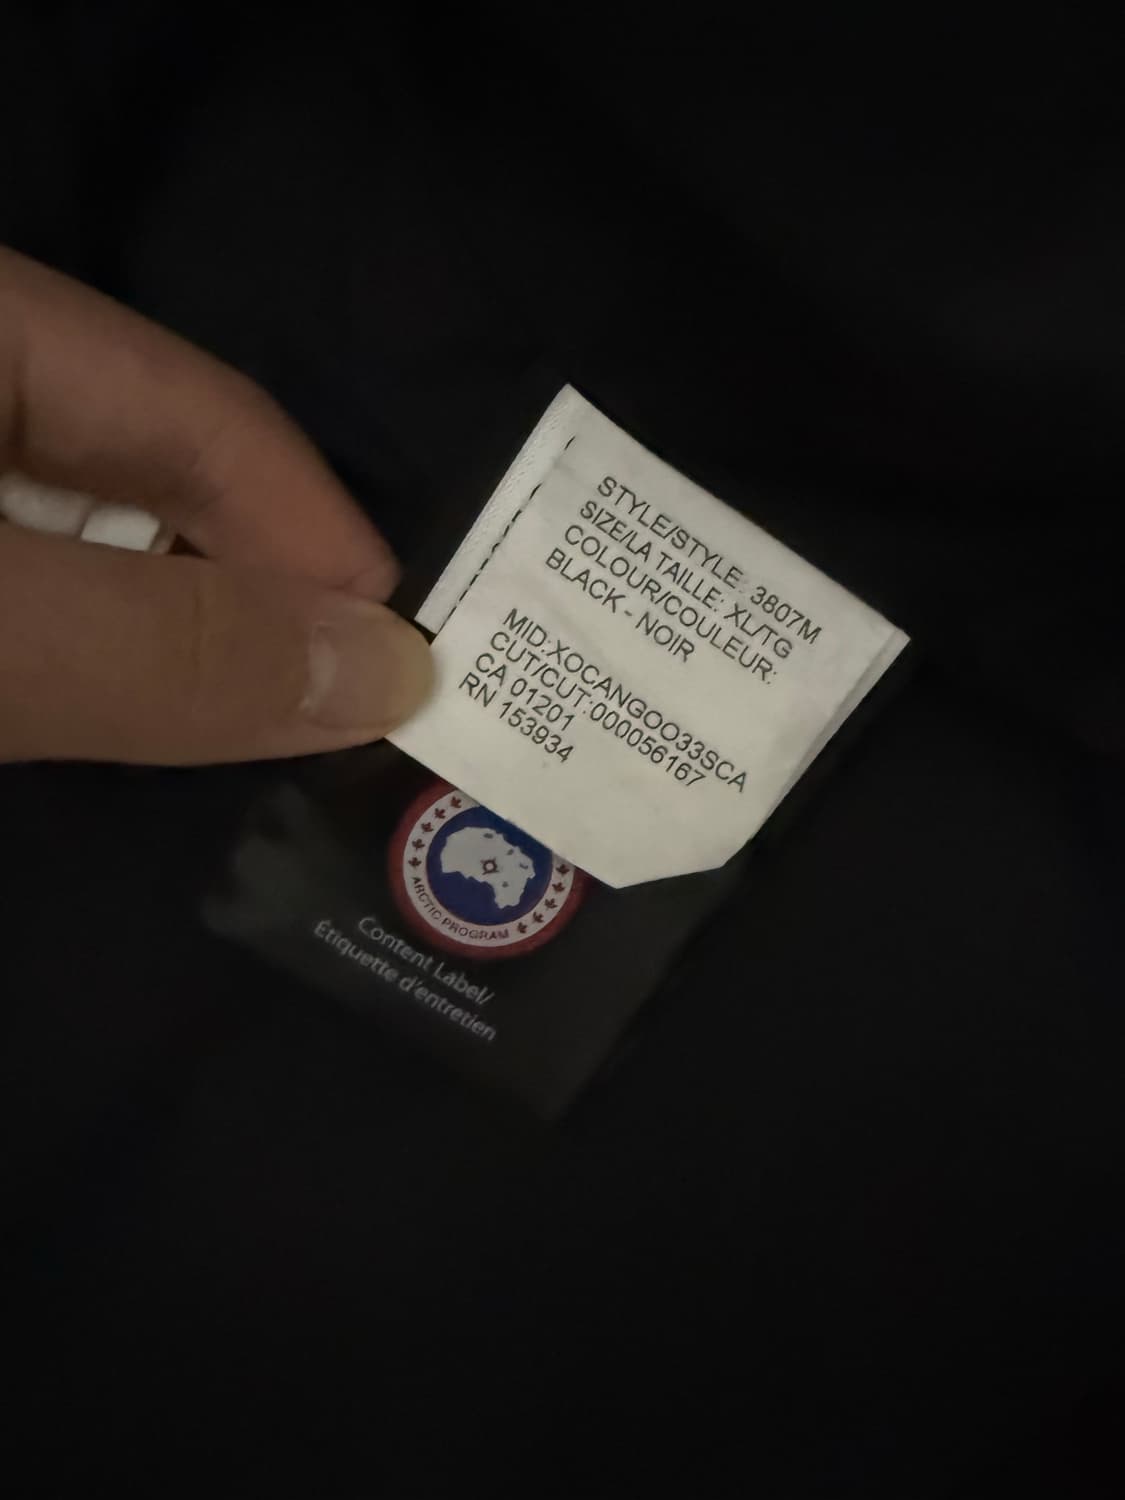 STYLE/STYLE: 3807M
SIZE/LA TAILLE: XL/TG
COLOUR/COULEUR:
BLACK - NOIR
MID:XOCANGOO33SCA
CUT/CUT:000056167
CA 01201
RN 153934
ARCTIC PROGRAM
Content Label/
Étiquette d'entretien